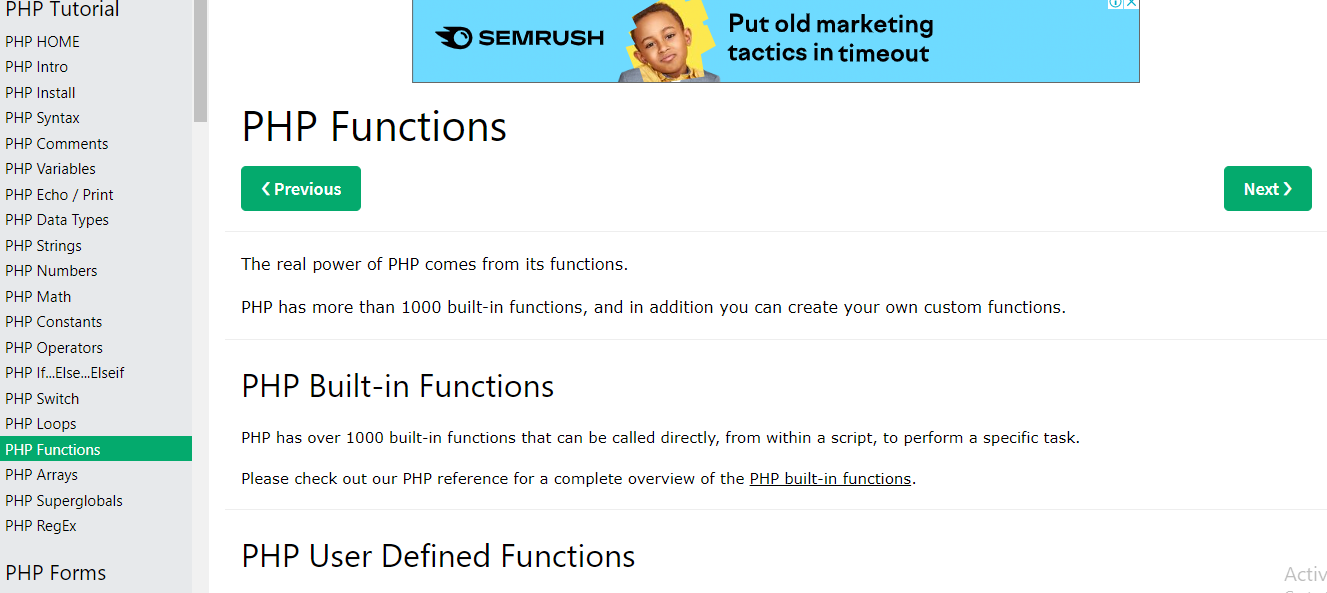 PHP Tutorial
PHP HOME
PHP Intro
PHP Install
PHP Syntax
PHP Comments
PHP Variables
PHP Echo / Print
PHP Data Types
PHP Strings
PHP Numbers
PHP Math
PHP Constants
PHP Operators
PHP If...Else...Elseif
PHP Switch
PHP Loops
PHP Functions
PHP Arrays
PHP Superglobals
PHP RegEx
PHP Forms
SEMRUSH
Put old marketing
tactics in timeout
PHP Functions
❮ Previous
Next ❯
The real power of PHP comes from its functions.
PHP has more than 1000 built-in functions, and in addition you can create your own custom functions.
PHP Built-in Functions
PHP has over 1000 built-in functions that can be called directly, from within a script, to perform a specific task.
Please check out our PHP reference for a complete overview of the PHP built-in functions.
PHP User Defined Functions
Activ